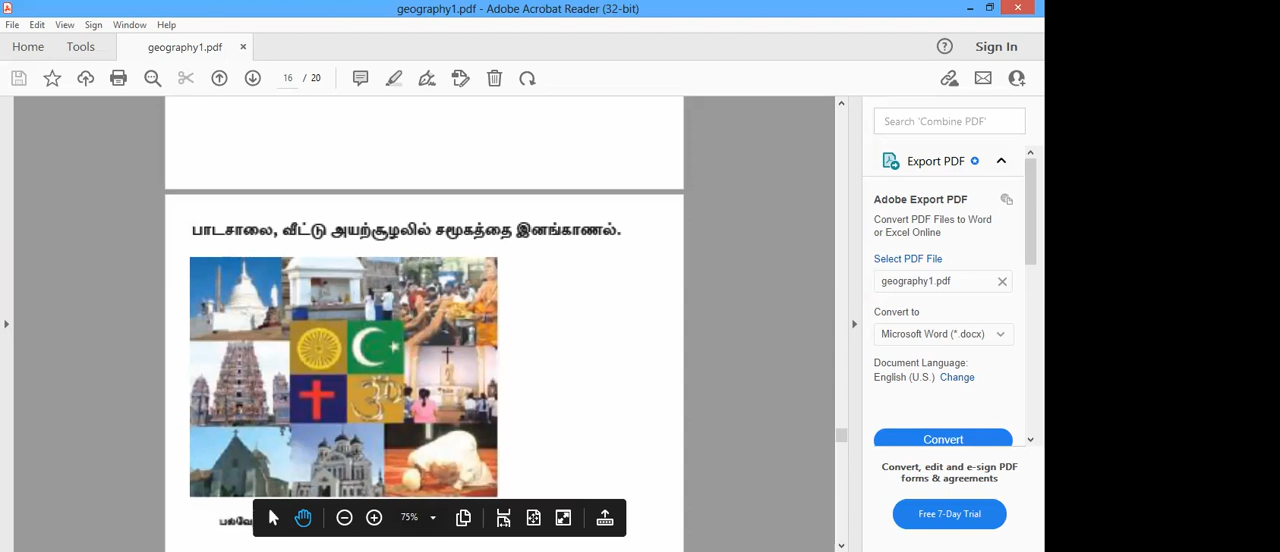 geography1.pdf - Adobe Acrobat Reader (32-bit)
File Edit View Sign Window Help
Home Tools geography1.pdf × Sign In
16 / 20
Search 'Combine PDF'
Export PDF
Adobe Export PDF
Convert PDF Files to Word
or Excel Online
Select PDF File
geography1.pdf
Convert to
Microsoft Word (*.docx)
Document Language:
English (U.S.) Change
Convert
Convert, edit and e-sign PDF
forms & agreements
Free 7-Day Trial
பாடசாலை, வீட்டு அயற்சூழலில் சமூகத்தை இனங்காணல்.
75%